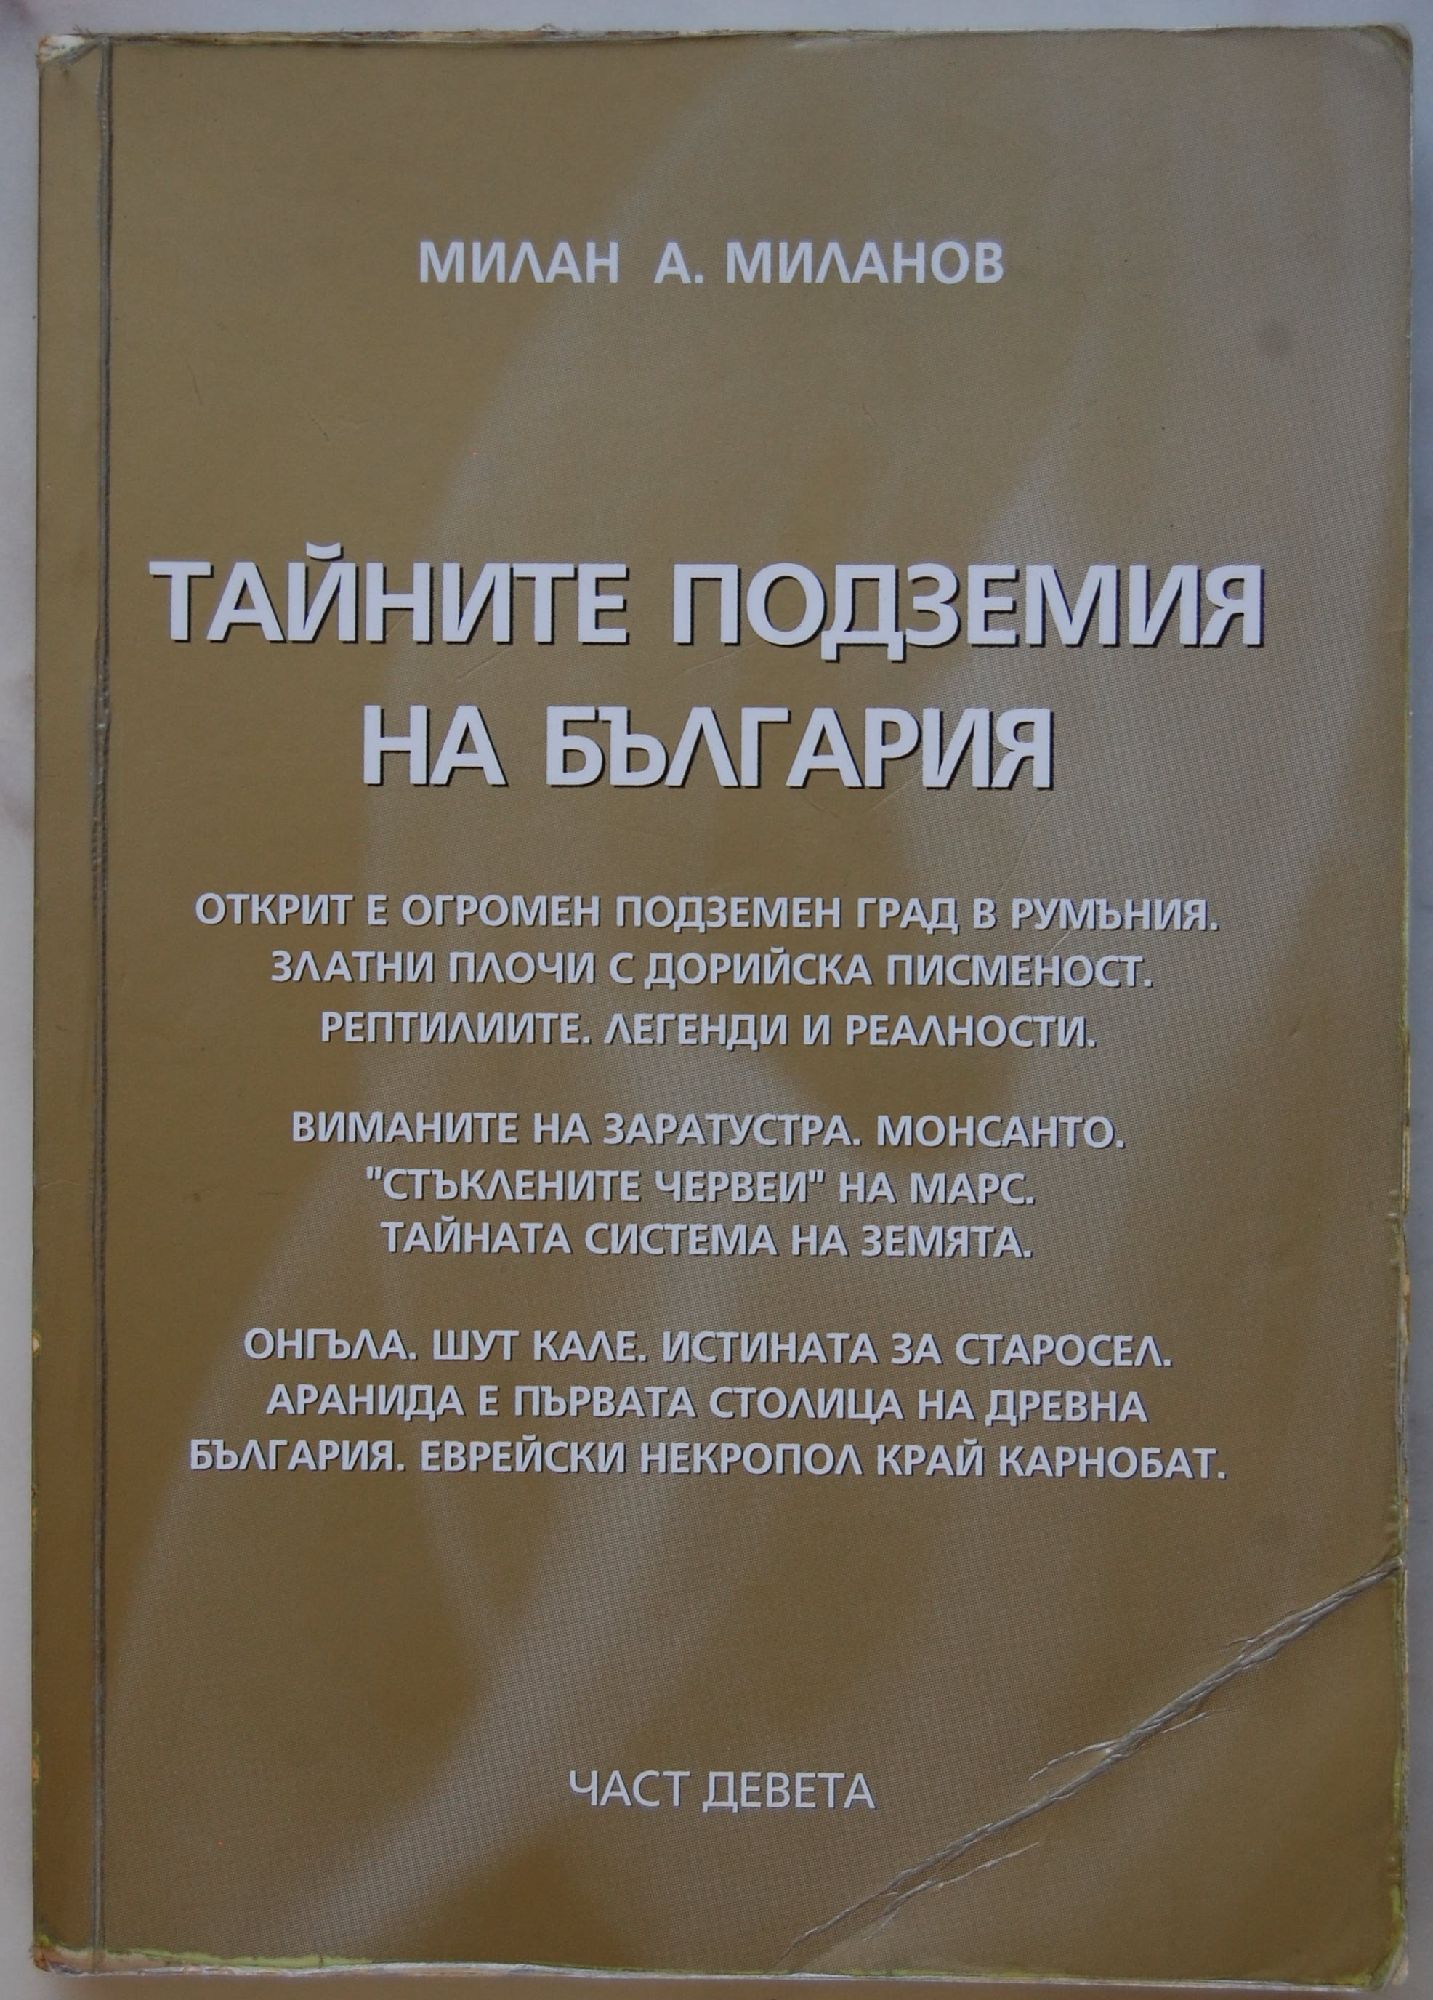 МИЛАН А. МИЛАНОВ
ТАЙНИТЕ ПОДЗЕМИЯ
НА БЪЛГАРИЯ
ОТКРИТ Е ОГРОМЕН ПОДЗЕМЕН ГРАД В РУМЪНИЯ.
ЗЛАТНИ ПЛОЧИ С ДОРИЙСКА ПИСМЕНОСТ.
РЕПТИЛИИТЕ. ЛЕГЕНДИ И РЕАЛНОСТИ.
ВИМАНИТЕ НА ЗАРАТУСТРА. МОНСАНТО.
"СТЪКЛЕНИТЕ ЧЕРВЕИ" НА МАРС.
ТАЙНАТА СИСТЕМА НА ЗЕМЯТА.
ОНГЪЛА. ШУТ КАЛЕ. ИСТИНАТА ЗА СТАРОСЕЛ.
АРАНИДА Е ПЪРВАТА СТОЛИЦА НА ДРЕВНА
БЪЛГАРИЯ. ЕВРЕЙСКИ НЕКРОПОЛ КРАЙ КАРНОБАТ.
ЧАСТ ДЕВЕТА